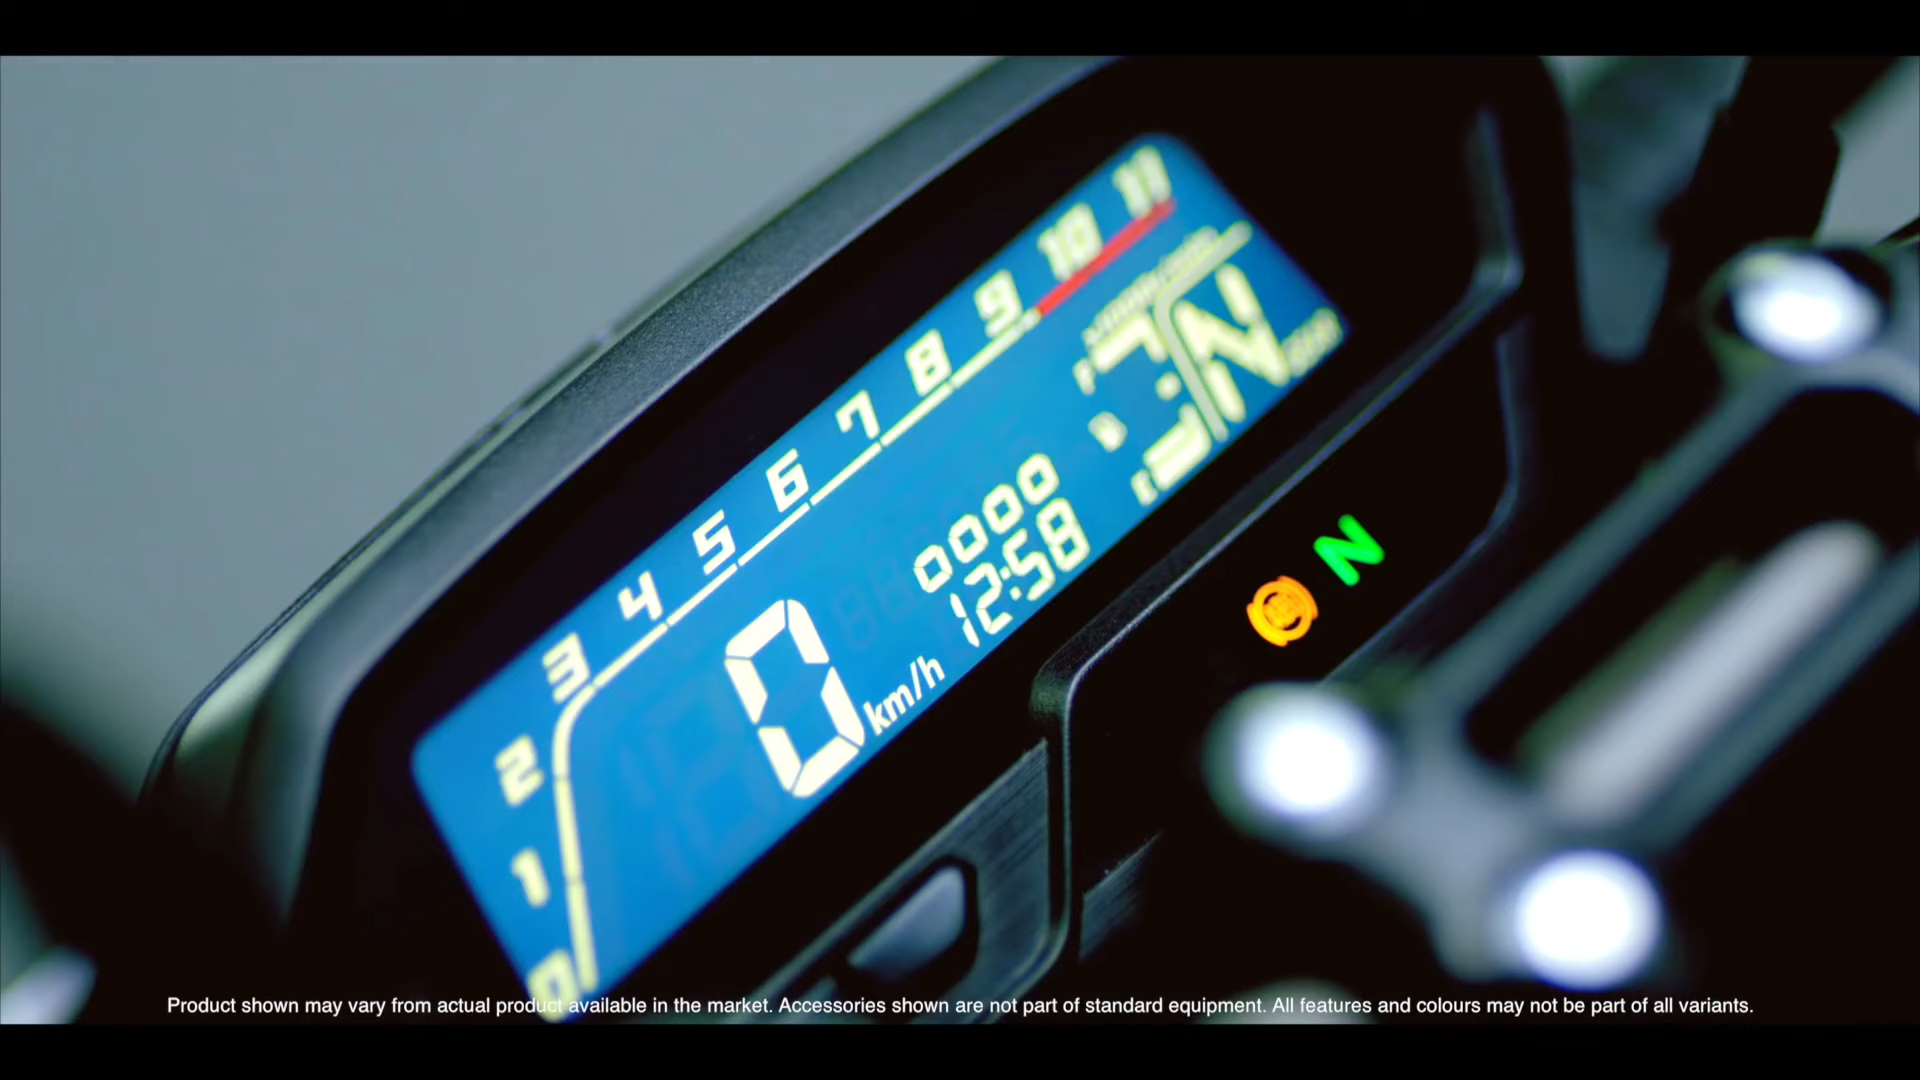 11
10
9
8
7
6
5
4
3
2
1
0
N
F
E
0000
12:58
0 km/h
N
Product shown may vary from actual product available in the market. Accessories shown are not part of standard equipment. All features and colours may not be part of all variants.